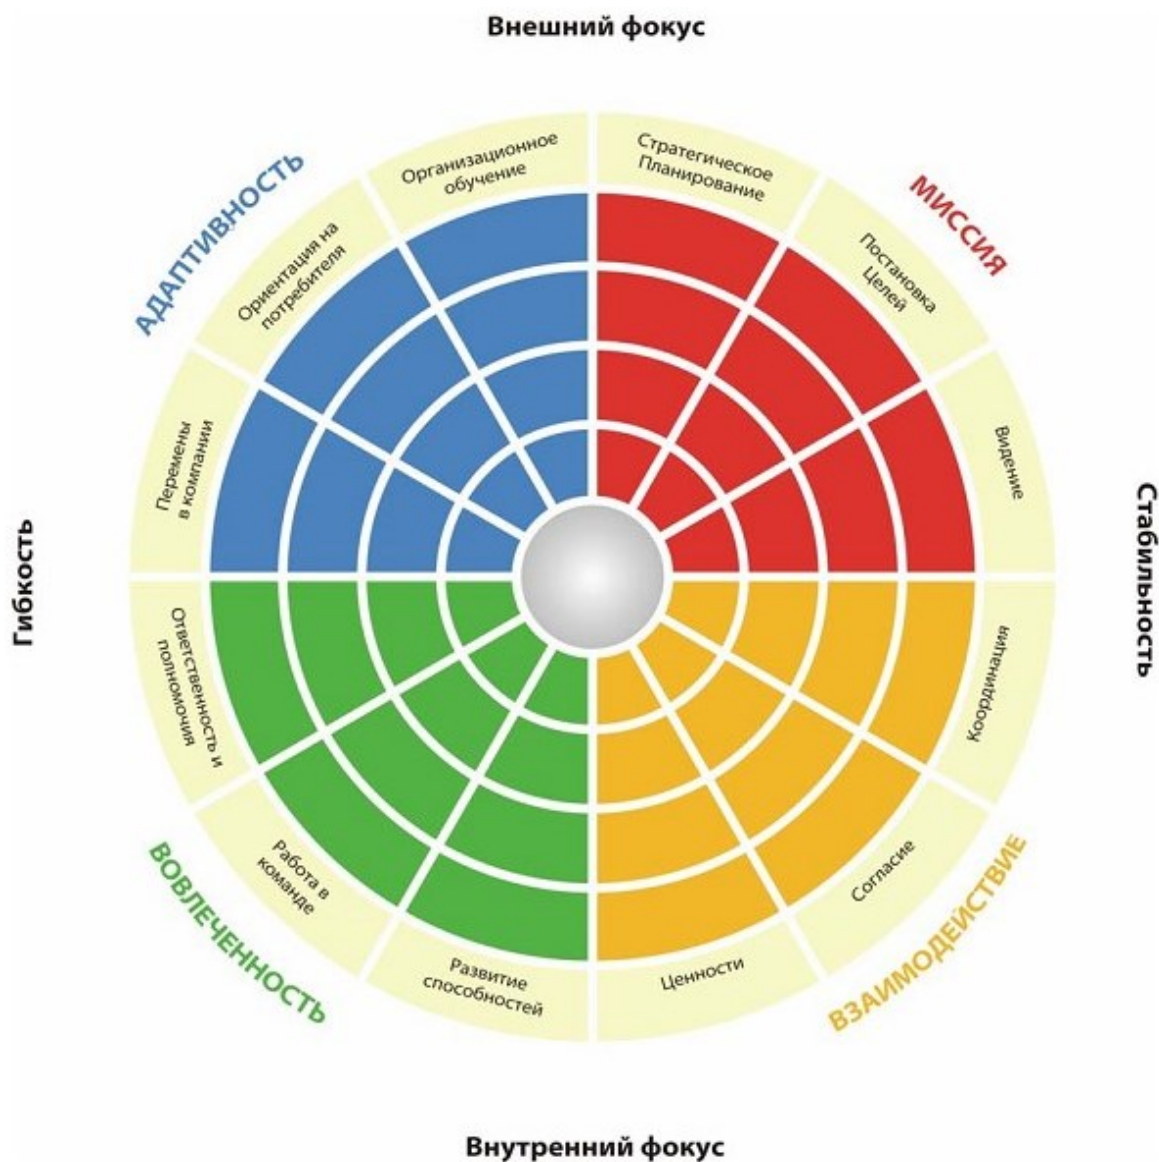 Внешний фокус
Организационное
обучение
Стратегическое
Планирование
АДАПТИВНОСТЬ
МИССИЯ
Ориентация на
потребителя
Постановка
Целей
Перемены
в компании
Видение
Гибкость
Стабильность
Ответственность и
полномочия
Координация
Работа в
команде
Согласие
ВОВЛЕЧЕННОСТЬ
ВЗАИМОДЕЙСТВИЕ
Развитие
способностей
Ценности
Внутренний фокус